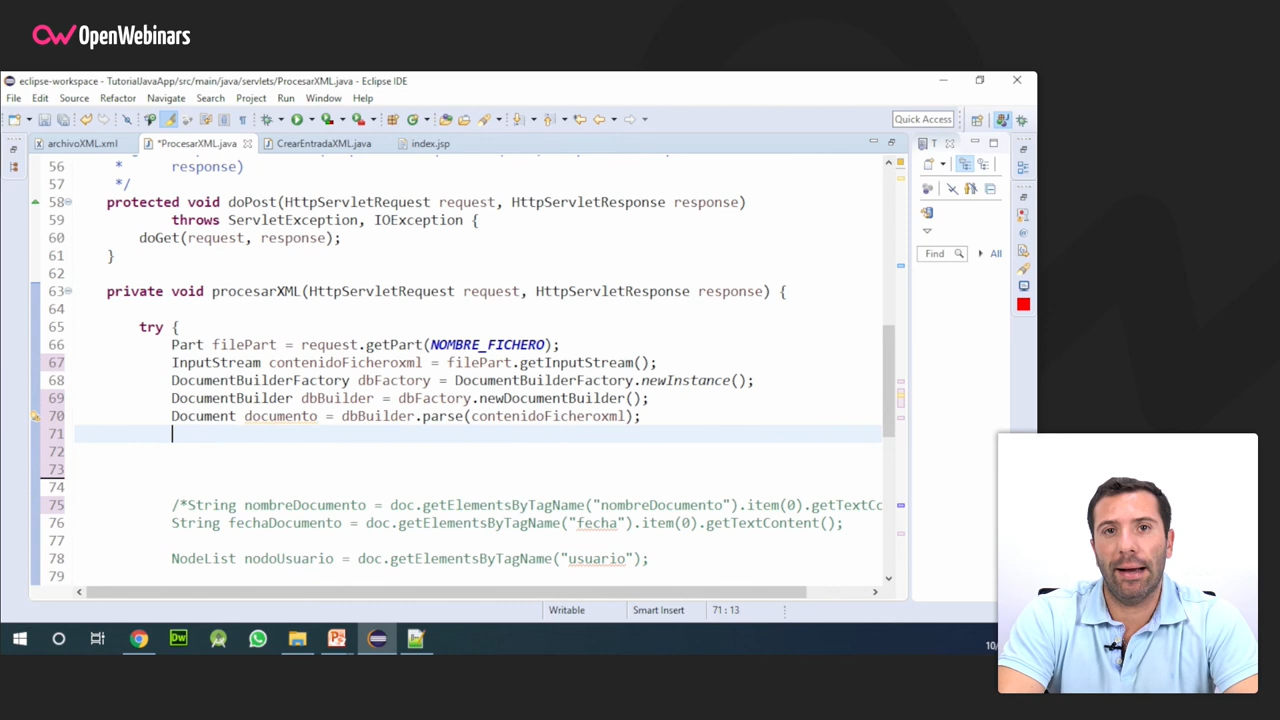 OpenWebinars
eclipse-workspace - TutorialJavaApp/src/main/java/servlets/ProcesarXML.java - Eclipse IDE
File Edit Source Refactor Navigate Search Project Run Window Help
Quick Access
archivoXML.xml *ProcesarXML.java CrearEntradaXML.java index.jsp
56 * response)
57 */
58 protected void doPost(HttpServletRequest request, HttpServletResponse response)
59 throws ServletException, IOException {
60 doGet(request, response);
61 }
62
63 private void procesarXML(HttpServletRequest request, HttpServletResponse response) {
64
65 try {
66 Part filePart = request.getPart(NOMBRE_FICHERO);
67 InputStream contenidoFicheroxml = filePart.getInputStream();
68 DocumentBuilderFactory dbFactory = DocumentBuilderFactory.newInstance();
69 DocumentBuilder dbBuilder = dbFactory.newDocumentBuilder();
70 Document documento = dbBuilder.parse(contenidoFicheroxml);
71
72
73
74
75 /*String nombreDocumento = doc.getElementsByTagName("nombreDocumento").item(0).getTextCo
76 String fechaDocumento = doc.getElementsByTagName("fecha").item(0).getTextContent();
77
78 NodeList nodoUsuario = doc.getElementsByTagName("usuario");
79
T
Find All
Writable Smart Insert 71 : 13
Dw
10/